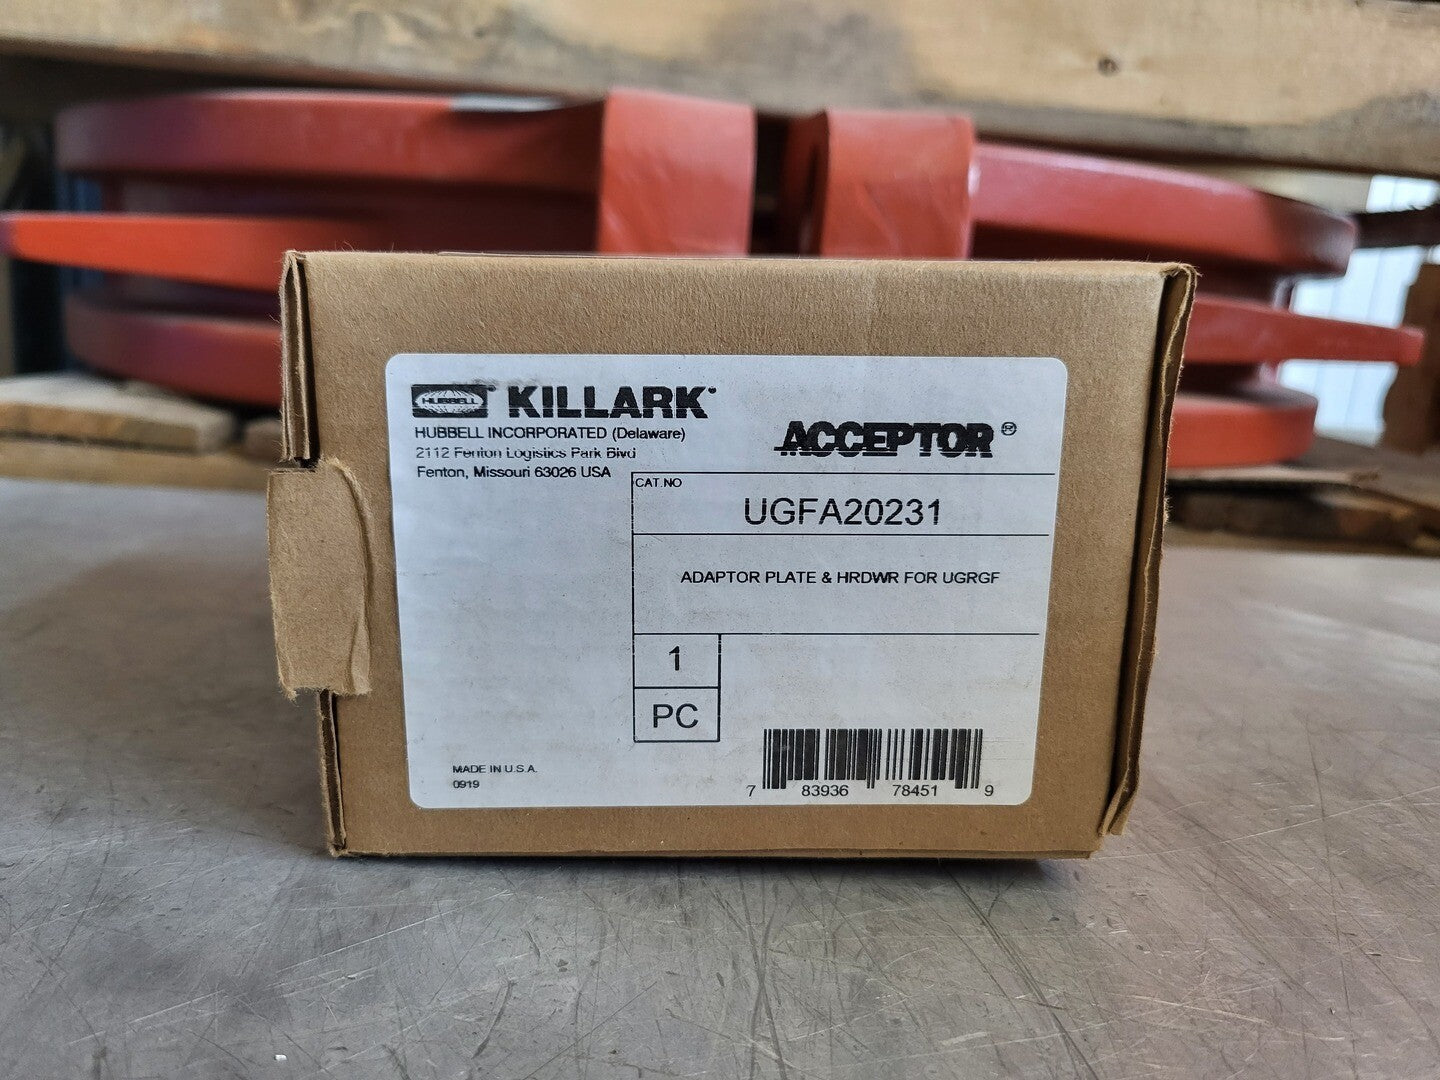 HUBBELL KILLARK
HUBBELL INCORPORATED (Delaware)
2112 Fenton Logistics Park Blvd
Fenton, Missouri 63026 USA
ACCEPTOR®
CAT.NO
UGFA20231
ADAPTOR PLATE & HRDWR FOR UGRGF
1
PC
MADE IN U.S.A.
0919
7 83936 78451 9